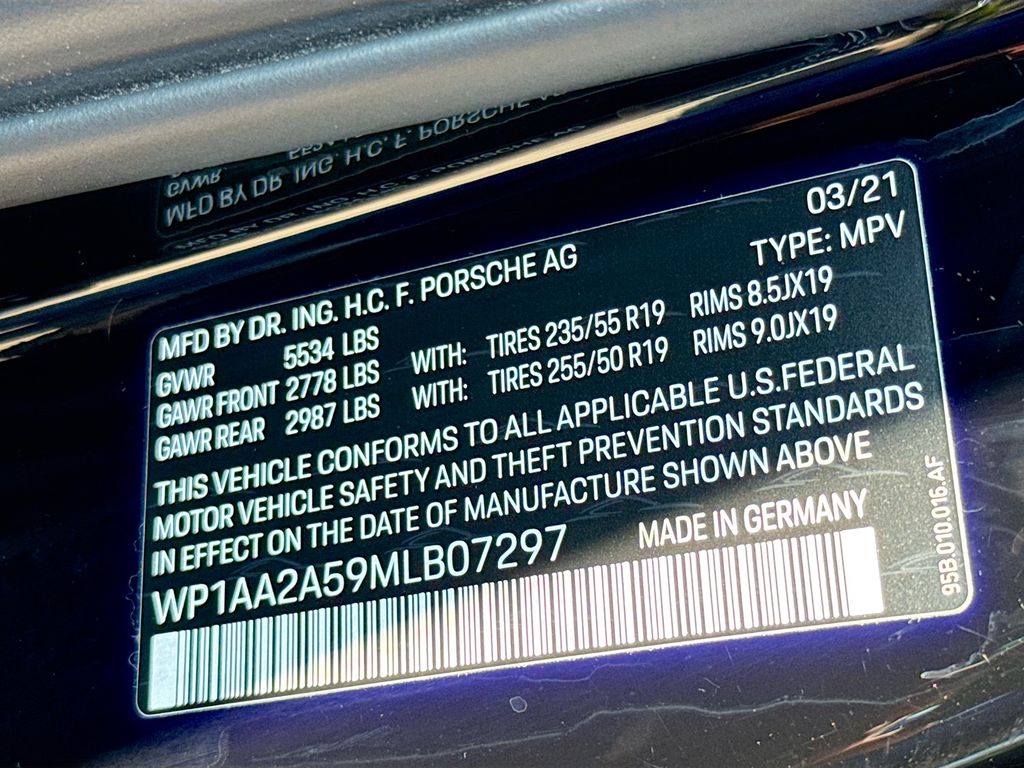 03/21
MFD BY DR. ING. H.C. F. PORSCHE AG TYPE: MPV
GVWR 5534 LBS
GAWR FRONT 2778 LBS WITH: TIRES 235/55 R19 RIMS 8.5JX19
GAWR REAR 2987 LBS WITH: TIRES 255/50 R19 RIMS 9.0JX19
THIS VEHICLE CONFORMS TO ALL APPLICABLE U.S.FEDERAL
MOTOR VEHICLE SAFETY AND THEFT PREVENTION STANDARDS
IN EFFECT ON THE DATE OF MANUFACTURE SHOWN ABOVE
WP1AA2A59MLB07297 MADE IN GERMANY
95B.010.016.AF